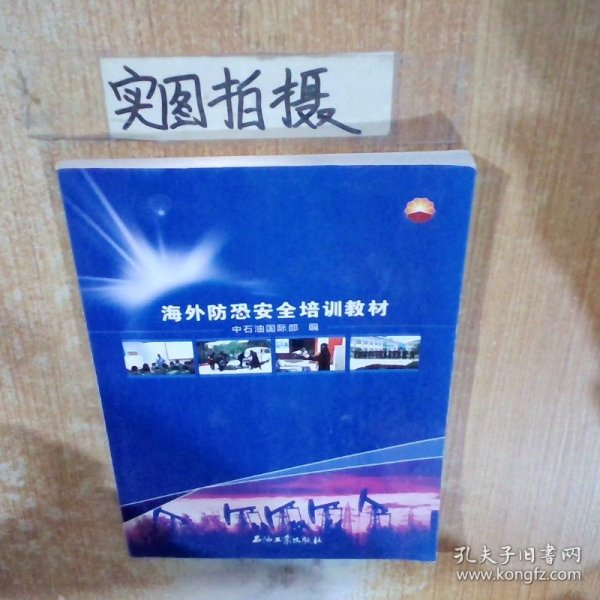 实图拍摄
海外防恐安全培训教材
中石油国际部 编
石油工业出版社
孔夫子旧书网
www.kongfz.com